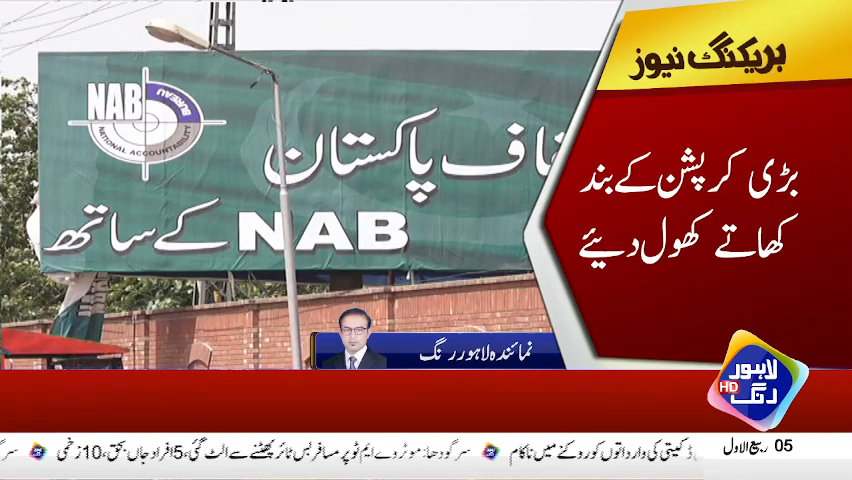 بریکنگ نیوز
بڑی کرپشن کے بند
کھاتے کھول دیئے
NAB
BUREAU
NATIONAL ACCOUNTABILITY
پاکستان
NAB کے ساتھ
نمائندہ لاہور رنگ
لاہور
رنگ
HD
05 ربیع الاول
ڈکیتی کی وارداتوں کو روکنے میں ناکام
سرگودھا: موٹروے ایم ٹو پر مسافر بس ٹائر پھٹنے سے الٹ گئی، 5 افراد جاں بحق، 10 زخمی